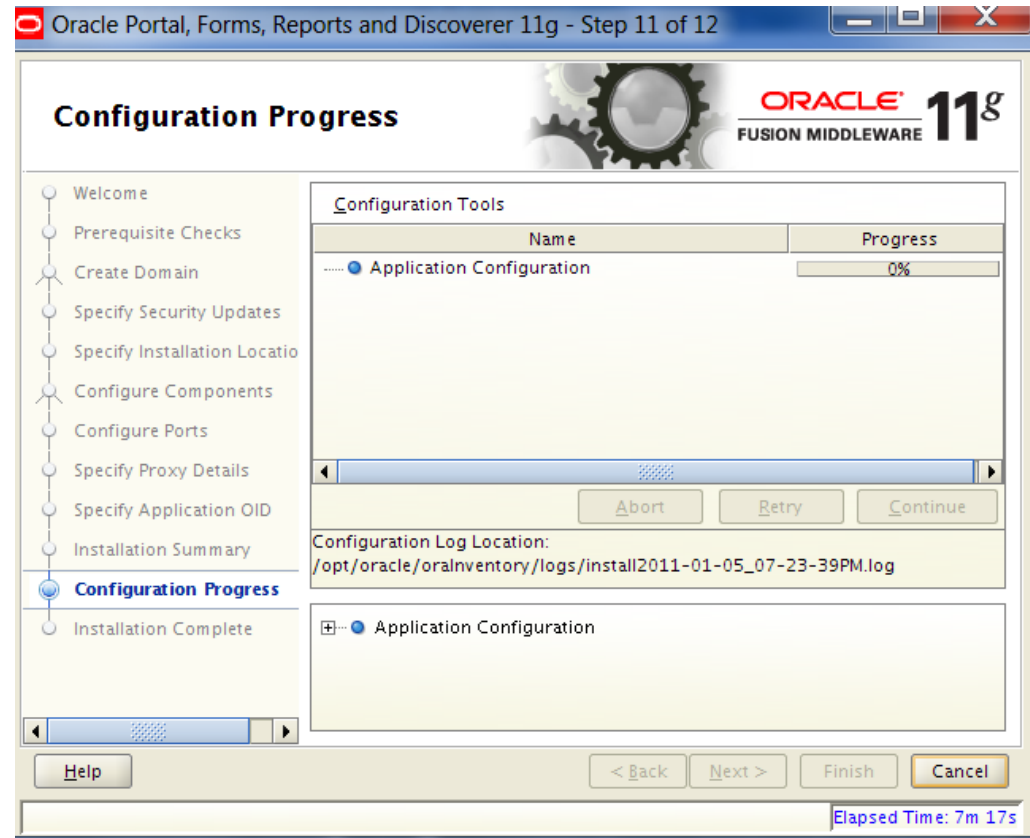 Oracle Portal, Forms, Reports and Discoverer 11g - Step 11 of 12
Configuration Progress
ORACLE
FUSION MIDDLEWARE
11g
Welcome
Prerequisite Checks
Create Domain
Specify Security Updates
Specify Installation Locatio
Configure Components
Configure Ports
Specify Proxy Details
Specify Application OID
Installation Summary
Configuration Progress
Installation Complete
Configuration Tools
Name Progress
Application Configuration 0%
Abort Retry Continue
Configuration Log Location:
/opt/oracle/oraInventory/logs/install2011-01-05_07-23-39PM.log
Application Configuration
Help < Back Next > Finish Cancel
Elapsed Time: 7m 17s